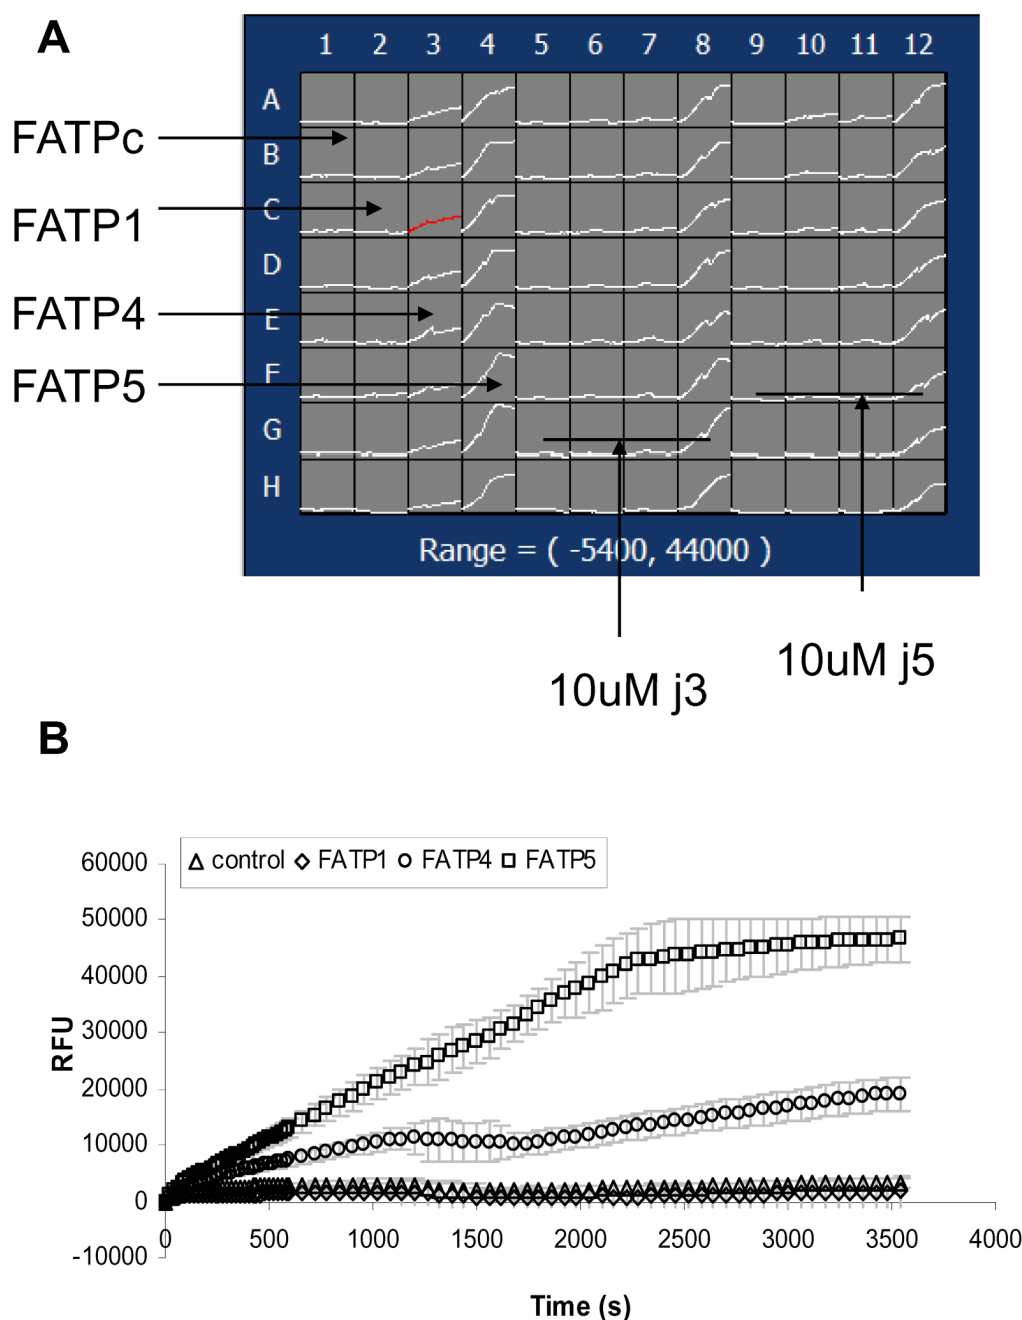 A
1 2 3 4 5 6 7 8 9 10 11 12
A
FATPc
B
FATP1
C
D
FATP4
E
FATP5
F
G
H
Range = ( -5400, 44000 )
10uM j3
10uM j5
B
△ control ◇ FATP1 ○ FATP4 □ FATP5
60000
50000
40000
30000
20000
10000
0
-10000
RFU
0 500 1000 1500 2000 2500 3000 3500 4000
Time (s)